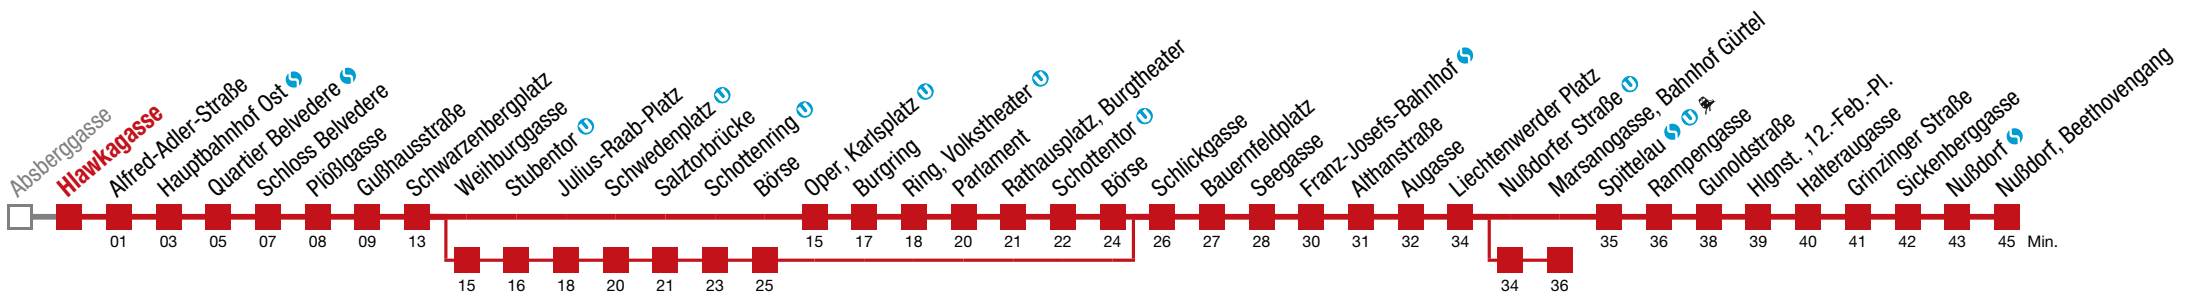 Absberggasse
Hlawkagasse
Alfred-Adler-Straße
Hauptbahnhof Ost
Quartier Belvedere
Schloss Belvedere
Plößlgasse
Gußhausstraße
Schwarzenbergplatz
Weihburggasse
Stubentor U
Julius-Raab-Platz
Schwedenplatz U
Salztorbrücke
Schottenring U
Börse
Oper, Karlsplatz U
Burgring
Ring, Volkstheater U
Parlament
Rathausplatz, Burgtheater
Schottentor U
Börse
Schlickgasse
Bauernfeldplatz
Seegasse
Franz-Josefs-Bahnhof
Althanstraße
Augasse
Liechtenwerder Platz
Nußdorfer Straße U
Marsanogasse, Bahnhof Gürtel
Spittelau U
Rampengasse
Gunoldstraße
Hlgnst. , 12.-Feb.-Pl.
Halteraugasse
Grinzinger Straße
Sickenberggasse
Nußdorf
Nußdorf, Beethovengang
01 03 05 07 08 09 13 15 17 18 20 21 22 24 26 27 28 30 31 32 34 35 36 38 39 40 41 42 43 45 Min.
15 16 18 20 21 23 25 34 36